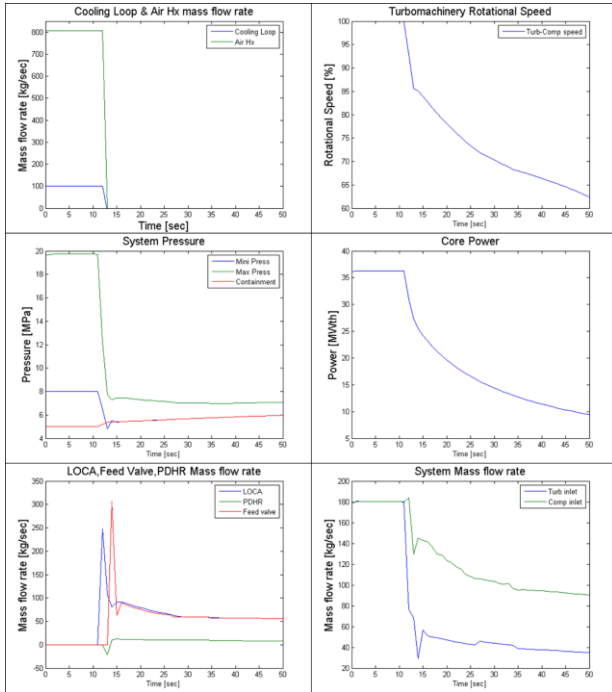 Cooling Loop & Air Hx mass flow rate
Mass flow rate [kg/sec]
800
700
600
500
400
300
200
100
0
Cooling Loop
Air Hx
0 5 10 15 20 25 30 35 40 45 50
Time [sec]
Turbomachinery Rotational Speed
Rotational Speed [%]
100
95
90
85
80
75
70
65
60
Turb-Comp speed
0 5 10 15 20 25 30 35 40 45 50
Time [sec]
System Pressure
Pressure [MPa]
20
18
16
14
12
10
8
6
4
Mini Press
Max Press
Containment
0 5 10 15 20 25 30 35 40 45 50
Time [sec]
Core Power
Power [MWth]
40
35
30
25
20
15
10
5
0
0 5 10 15 20 25 30 35 40 45 50
Time [sec]
LOCA,Feed Valve,PDHR Mass flow rate
Mass flow rate [kg/sec]
350
300
250
200
150
100
50
0
-50
LOCA
PDHR
Feed valve
0 5 10 15 20 25 30 35 40 45 50
Time [sec]
System Mass flow rate
Mass flow rate [kg/sec]
200
180
160
140
120
100
80
60
40
20
Turb inlet
Comp inlet
0 5 10 15 20 25 30 35 40 45 50
Time [sec]